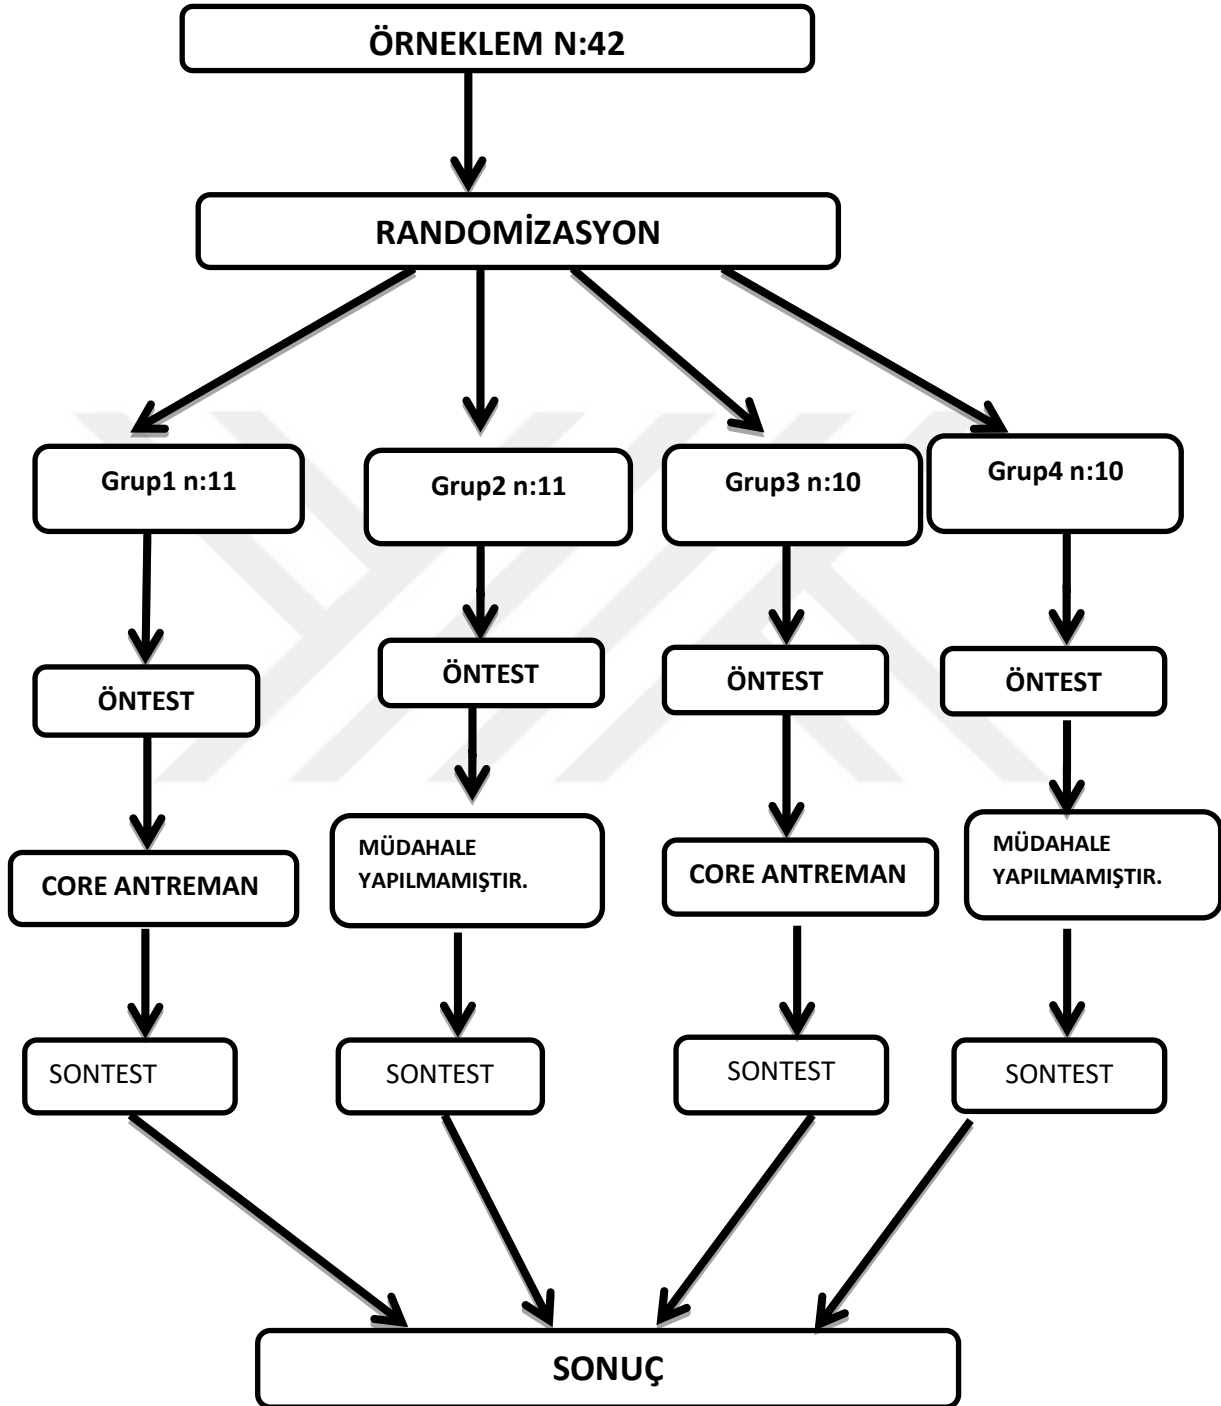 ÖRNEKLEM N:42
RANDOMİZASYON
Grup1 n:11
Grup2 n:11
Grup3 n:10
Grup4 n:10
ÖNTEST
ÖNTEST
ÖNTEST
ÖNTEST
CORE ANTREMAN
MÜDAHALE
YAPILMAMIŞTIR.
CORE ANTREMAN
MÜDAHALE
YAPILMAMIŞTIR.
SONTEST
SONTEST
SONTEST
SONTEST
SONUÇ